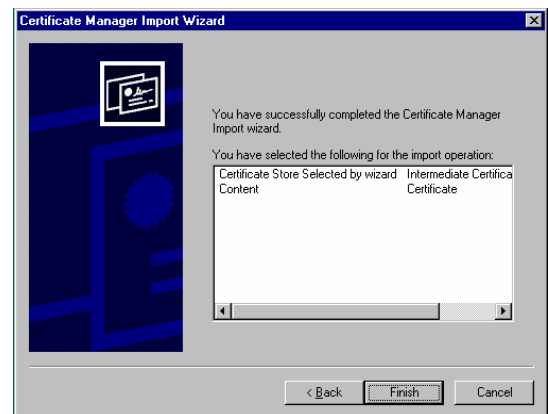 Certificate Manager Import Wizard
You have successfully completed the Certificate Manager
Import wizard.
You have selected the following for the import operation:
Certificate Store Selected by wizard Intermediate Certifica
Content Certificate
< Back Finish Cancel